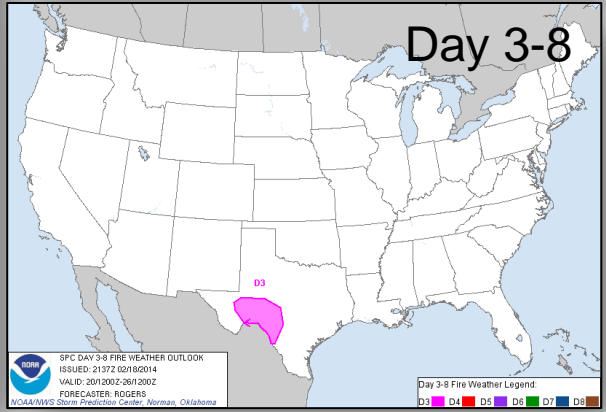 Day 3-8
D3
NOAA
SPC DAY 3-8 FIRE WEATHER OUTLOOK
ISSUED: 2137Z 02/18/2014
VALID: 20/1200Z-26/1200Z
FORECASTER: ROGERS
NOAA/NWS Storm Prediction Center, Norman, Oklahoma
Day 3-8 Fire Weather Legend:
D3 D4 D5 D6 D7 D8